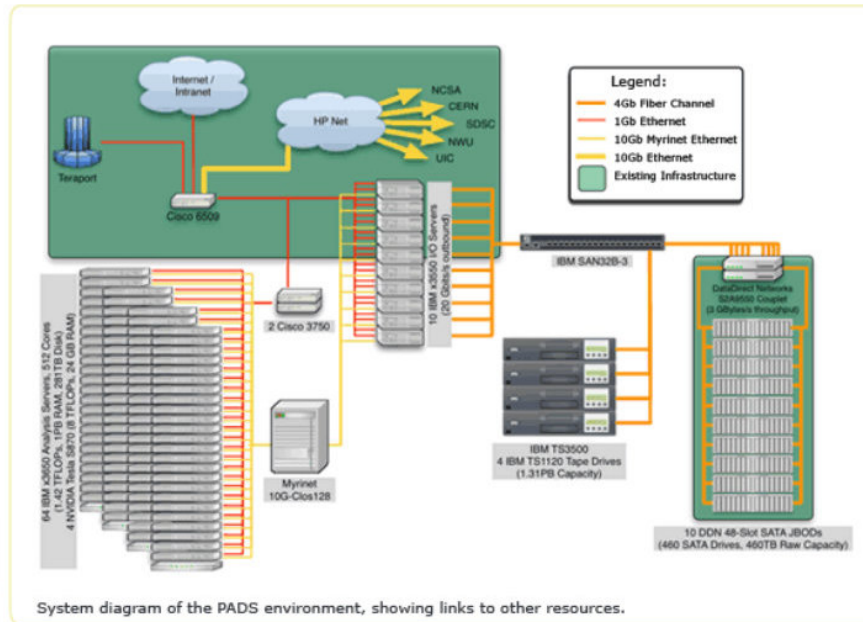 Internet /
Intranet
NCSA
CERN
HP Net
SDSC
NWU
UIC
Teraport
Cisco 6509
Legend:
4Gb Fiber Channel
1Gb Ethernet
10Gb Myrinet Ethernet
10Gb Ethernet
Existing Infrastructure
10 IBM x3550 I/O Servers
(20 Gbits/s outbound)
IBM SAN32B-3
DataDirect Networks
S2A9550 Couplet
(3 GBytes/s throughput)
2 Cisco 3750
64 IBM x3650 Analysis Servers, 512 Cores
(1.42 TFLOPs, 1PB RAM, 281TB Disk)
4 NVIDIA Tesla S870 (8 TFLOPs, 24 GB RAM)
Myrinet
10G-Clos128
IBM TS3500
4 IBM TS1120 Tape Drives
(1.31PB Capacity)
10 DDN 48-Slot SATA JBODs
(460 SATA Drives, 460TB Raw Capacity)
System diagram of the PADS environment, showing links to other resources.